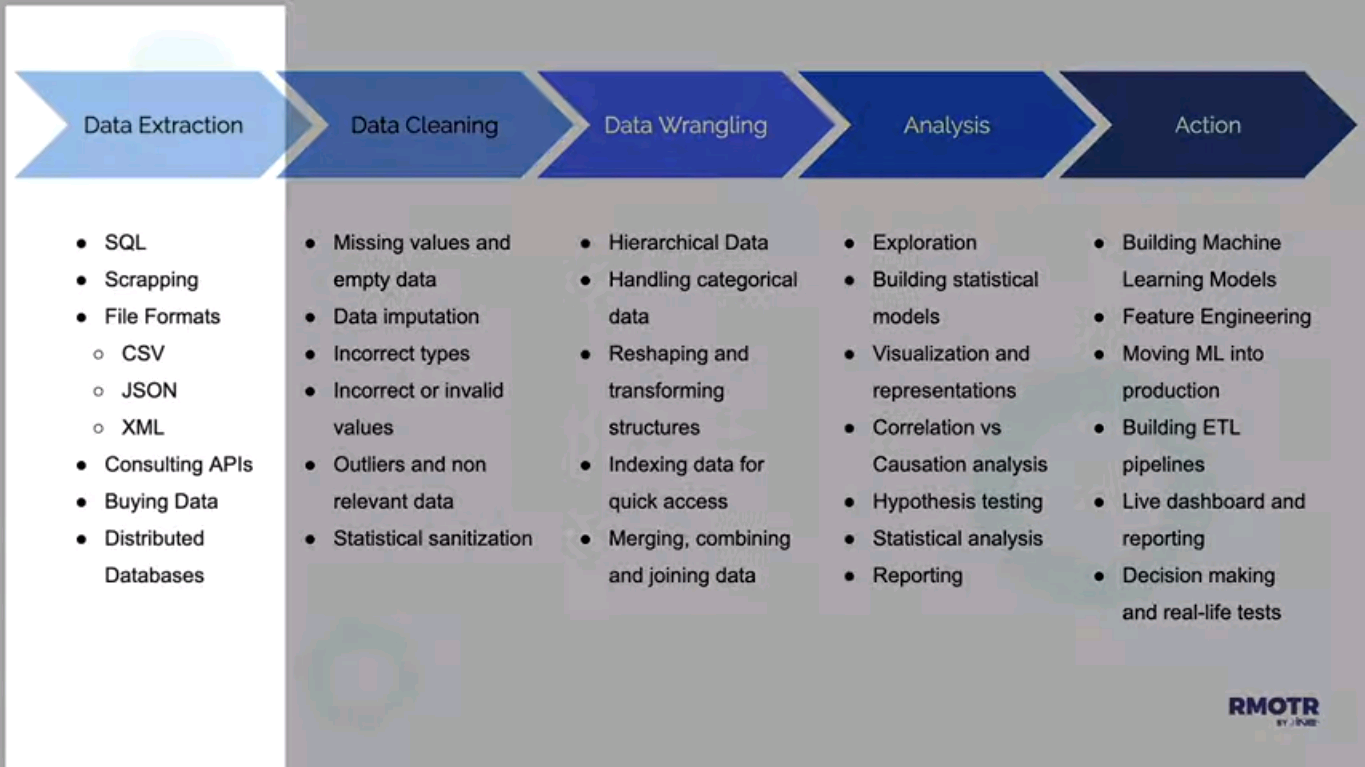 Data Extraction
Data Cleaning
Data Wrangling
Analysis
Action
● SQL
● Scrapping
● File Formats
○ CSV
○ JSON
○ XML
● Consulting APIs
● Buying Data
● Distributed
Databases
● Missing values and
empty data
● Data imputation
● Incorrect types
● Incorrect or invalid
values
● Outliers and non
relevant data
● Statistical sanitization
● Hierarchical Data
● Handling categorical
data
● Reshaping and
transforming
structures
● Indexing data for
quick access
● Merging, combining
and joining data
● Exploration
● Building statistical
models
● Visualization and
representations
● Correlation vs
Causation analysis
● Hypothesis testing
● Statistical analysis
● Reporting
● Building Machine
Learning Models
● Feature Engineering
● Moving ML into
production
● Building ETL
pipelines
● Live dashboard and
reporting
● Decision making
and real-life tests
RMOTR
BY